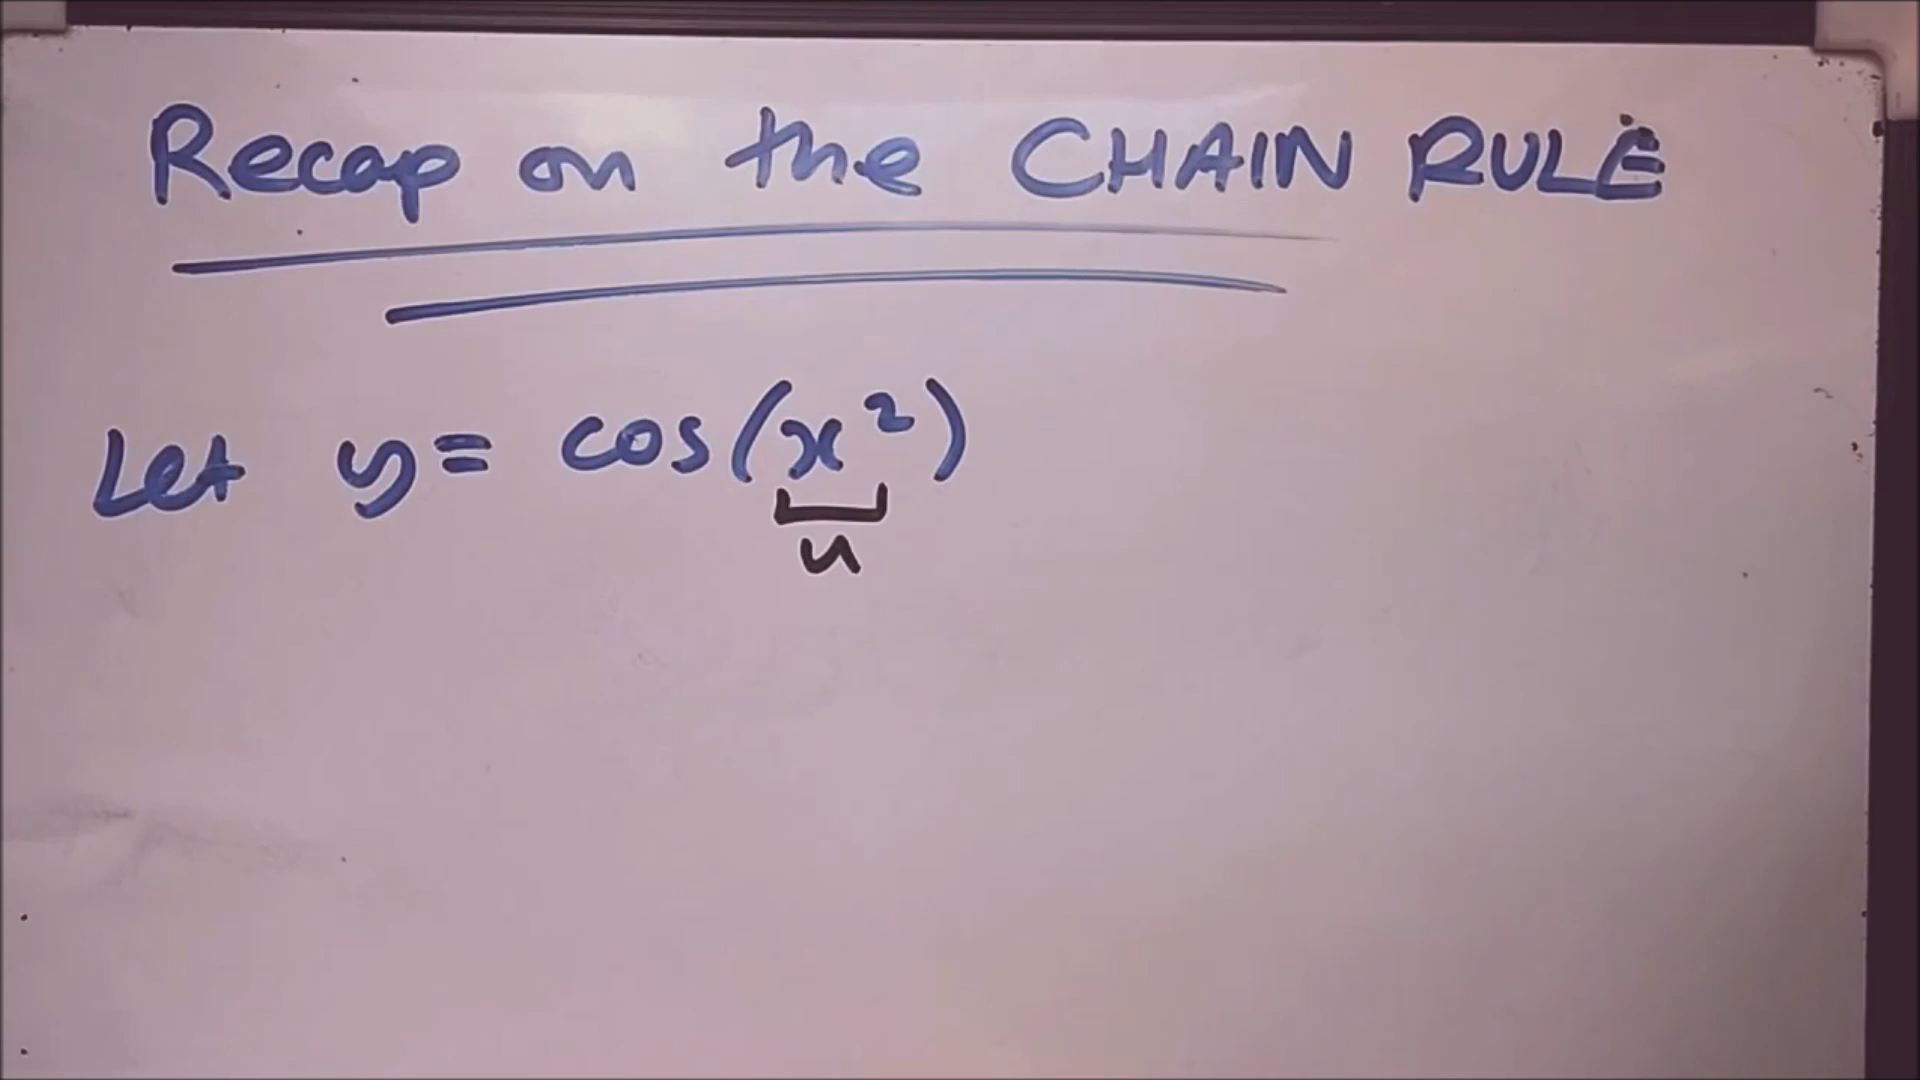 Recap on the CHAIN RULE
Let y = cos(x²)
u